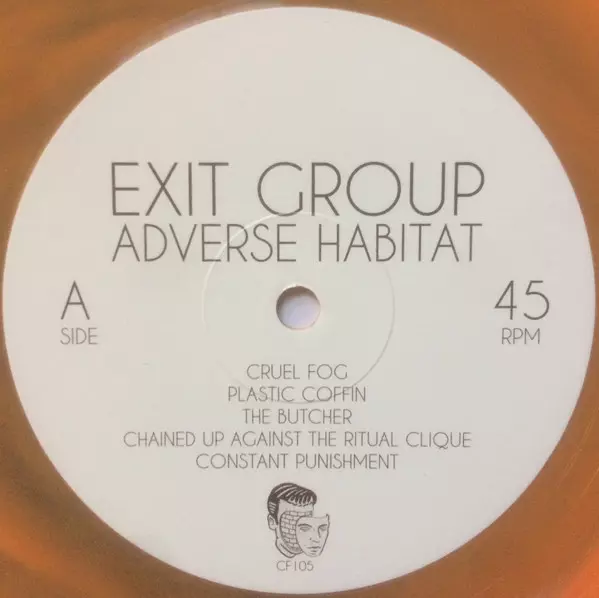 EXIT GROUP
ADVERSE HABITAT
A
SIDE
45
RPM
CRUEL FOG
PLASTIC COFFIN
THE BUTCHER
CHAINED UP AGAINST THE RITUAL CLIQUE
CONSTANT PUNISHMENT
CF105